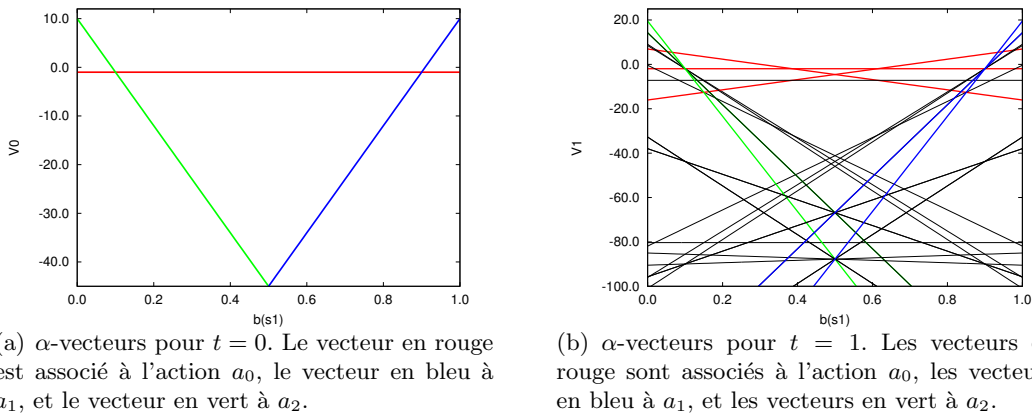 10.0
0.0
-10.0
-20.0
-30.0
-40.0
V0
0.0 0.2 0.4 0.6 0.8 1.0
b(s1)
20.0
0.0
-20.0
-40.0
-60.0
-80.0
-100.0
V1
0.0 0.2 0.4 0.6 0.8 1.0
b(s1)
a) α-vecteurs pour t = 0. Le vecteur en rouge
est associé à l'action a₀, le vecteur en bleu à
a₁, et le vecteur en vert à a₂.
(b) α-vecteurs pour t = 1. Les vecteurs
rouge sont associés à l'action a₀, les
en bleu à a₁, et les vecteurs en vert à a₂.